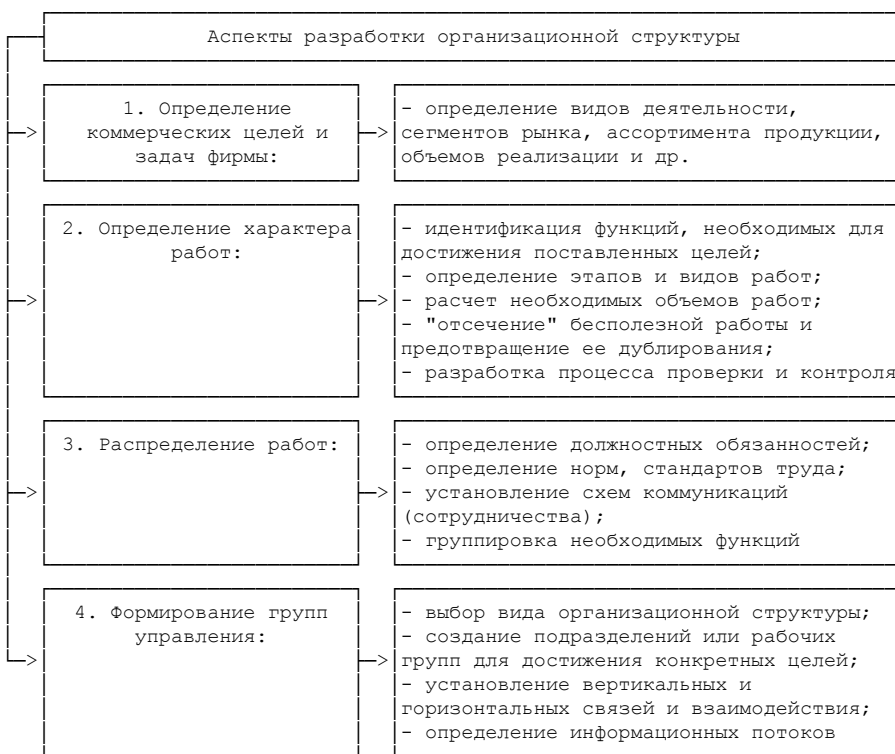 Аспекты разработки организационной структуры
1. Определение
коммерческих целей и
задач фирмы:
- определение видов деятельности,
сегментов рынка, ассортимента продукции,
объемов реализации и др.
2. Определение характера
работ:
- идентификация функций, необходимых для
достижения поставленных целей;
- определение этапов и видов работ;
- расчет необходимых объемов работ;
- "отсечение" бесполезной работы и
предотвращение ее дублирования;
- разработка процесса проверки и контроля
3. Распределение работ:
- определение должностных обязанностей;
- определение норм, стандартов труда;
- установление схем коммуникаций
(сотрудничества);
- группировка необходимых функций
4. Формирование групп
управления:
- выбор вида организационной структуры;
- создание подразделений или рабочих
групп для достижения конкретных целей;
- установление вертикальных и
горизонтальных связей и взаимодействия;
- определение информационных потоков